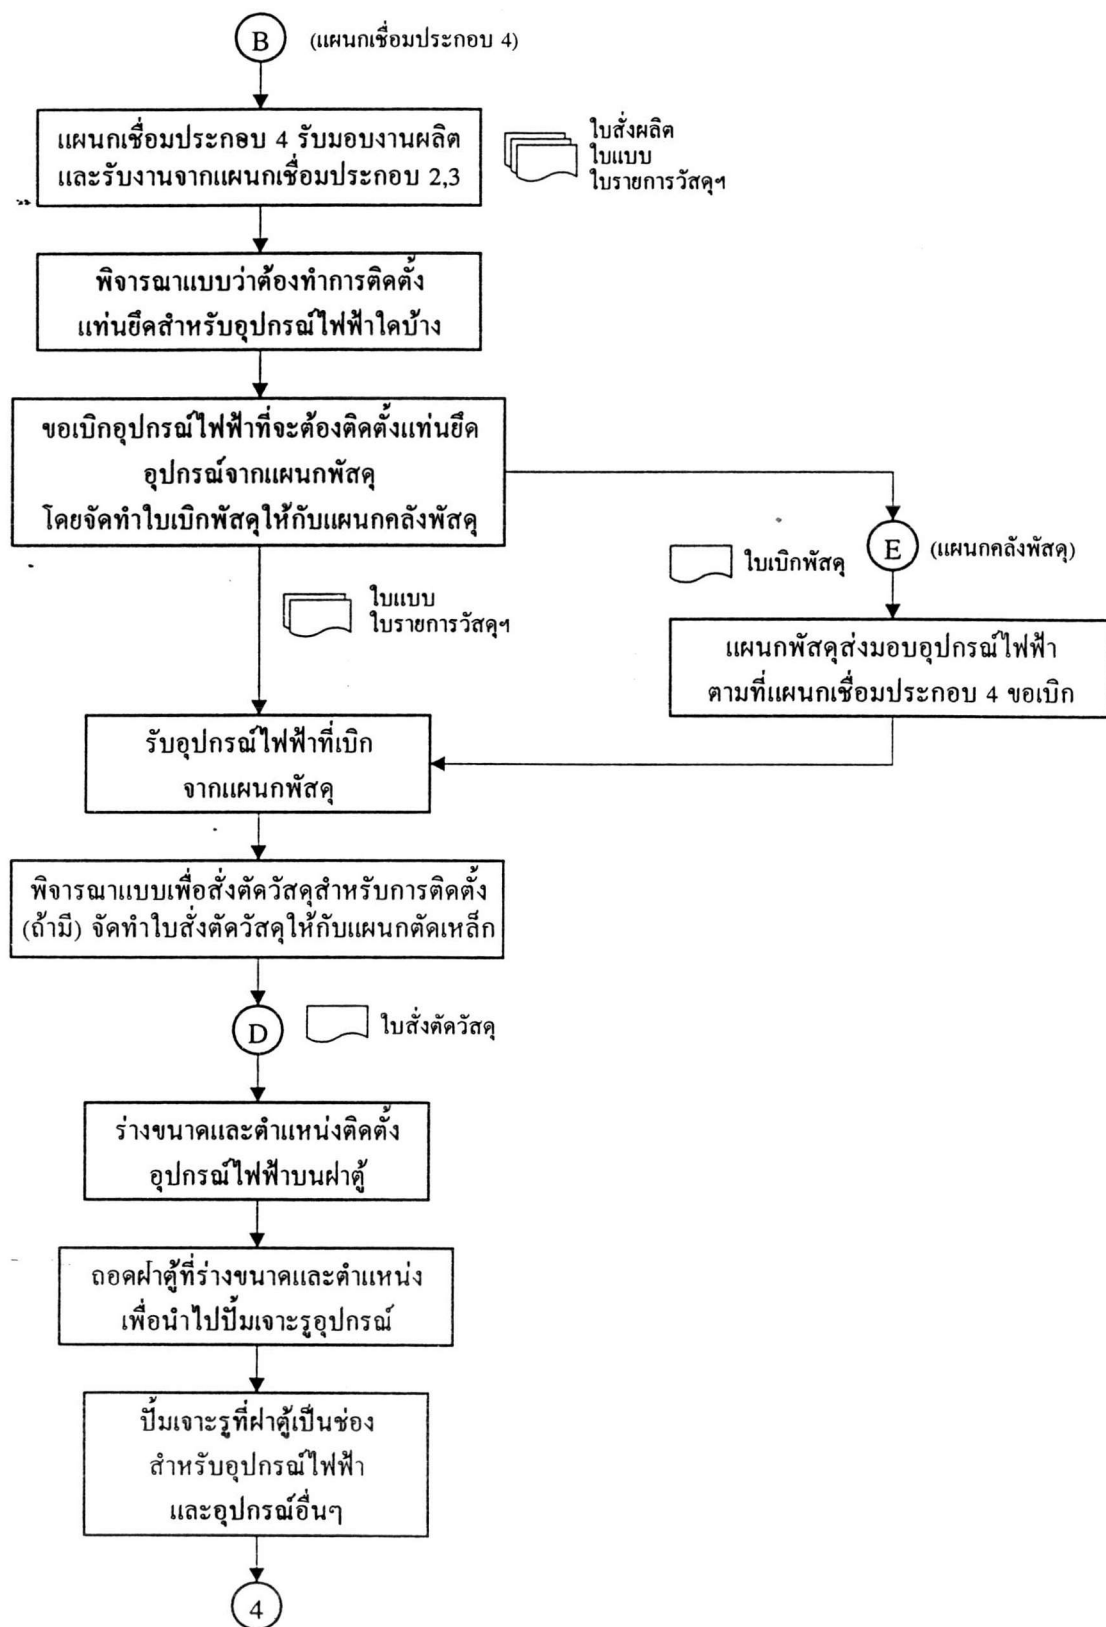 B (แผนกเชื่อมประกอบ 4)
แผนกเชื่อมประกอบ 4 รับมอบงานผลิต
และรับงานจากแผนกเชื่อมประกอบ 2,3
ใบสั่งผลิต
ใบแบบ
ใบรายการวัสดุฯ
พิจารณาแบบว่าต้องทำการติดตั้ง
แท่นยึดสำหรับอุปกรณ์ไฟฟ้าใดบ้าง
ขอเบิกอุปกรณ์ไฟฟ้าที่จะต้องติดตั้งแท่นยึด
อุปกรณ์จากแผนกพัสดุ
โดยจัดทำใบเบิกพัสดุให้กับแผนกคลังพัสดุ
E (แผนกคลังพัสดุ)
ใบเบิกพัสดุ
ใบแบบ
ใบรายการวัสดุฯ
แผนกพัสดุส่งมอบอุปกรณ์ไฟฟ้า
ตามที่แผนกเชื่อมประกอบ 4 ขอเบิก
รับอุปกรณ์ไฟฟ้าที่เบิก
จากแผนกพัสดุ
พิจารณาแบบเพื่อสั่งตัดวัสดุสำหรับการติดตั้ง
(ถ้ามี) จัดทำใบสั่งตัดวัสดุให้กับแผนกตัดเหล็ก
D
ใบสั่งตัดวัสดุ
ร่างขนาดและตำแหน่งติดตั้ง
อุปกรณ์ไฟฟ้าบนฝาตู้
ถอดฝาตู้ที่ร่างขนาดและตำแหน่ง
เพื่อนำไปปั้มเจาะรูอุปกรณ์
ปั้มเจาะรูที่ฝาตู้เป็นช่อง
สำหรับอุปกรณ์ไฟฟ้า
และอุปกรณ์อื่นๆ
4